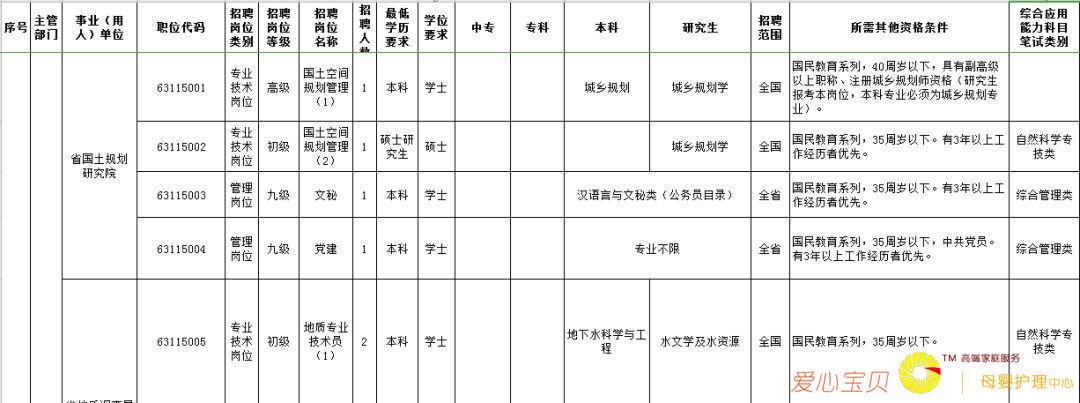 序号
主管
部门
事业（用
人）单位
职位代码
招聘
岗位
类别
招聘
岗位
等级
招聘
岗位
名称
招
聘
人
最低
学历
要求
学位
要求
中专
专科
本科
研究生
招聘
范围
所需其他资格条件
综合应用
能力科目
笔试类别
省国土规划
研究院
63115001
专业
技术
岗位
高级
国土空间
规划管理
（1）
1
本科
学士
城乡规划
城乡规划学
全国
国民教育系列，40周岁以下，具有副高级
以上职称、注册城乡规划师资格（研究生
报考本岗位，本科专业必须为城乡规划专
业）。
63115002
专业
技术
岗位
初级
国土空间
规划管理
（2）
1
硕士研
究生
硕士
城乡规划学
全国
国民教育系列，35周岁以下。有3年以上工
作经历者优先。
自然科学专
技类
63115003
管理
岗位
九级
文秘
1
本科
学士
汉语言与文秘类（公务员目录）
全省
国民教育系列，35周岁以下。有3年以上工
作经历者优先。
综合管理类
63115004
管理
岗位
九级
党建
1
本科
学士
专业不限
全省
国民教育系列，35周岁以下，中共党员。
有3年以上工作经历者优先。
综合管理类
63115005
专业
技术
岗位
初级
地质专业
技术员
（1）
2
本科
学士
地下水科学与工
程
水文学及水资源
全国
国民教育系列，35周岁以下。
自然科学专
技类
爱心宝贝
TM 高端家庭服务
母婴护理中心